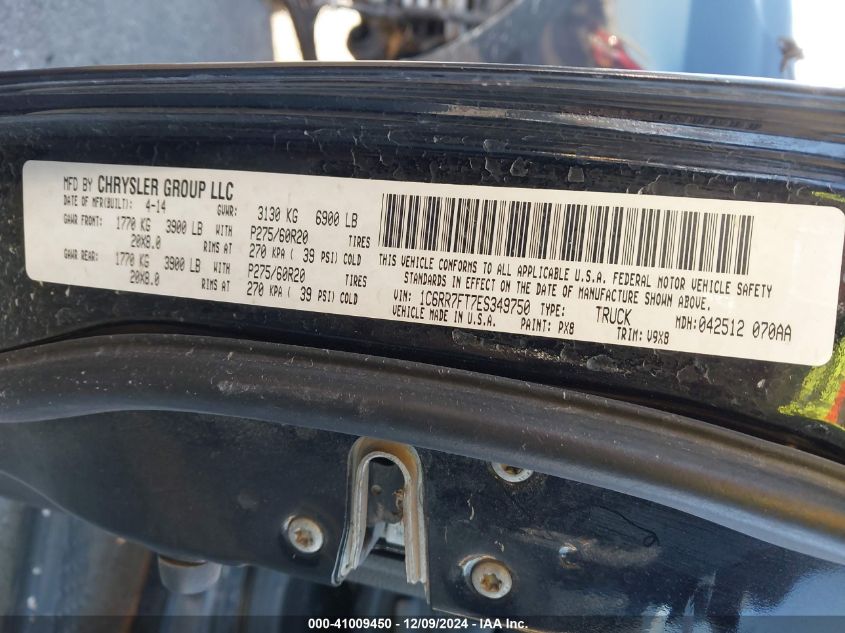 MFD BY CHRYSLER GROUP LLC
DATE OF MFR(BUILT): 4-14 GVWR: 3130 KG 6900 LB
GAWR FRONT: 1770 KG 3900 LB WITH P275/60R20 TIRES
20X8.0 RIMS AT 270 KPA ( 39 PSI) COLD
GAWR REAR: 1770 KG 3900 LB WITH P275/60R20 TIRES
20X8.0 RIMS AT 270 KPA ( 39 PSI) COLD
THIS VEHICLE CONFORMS TO ALL APPLICABLE U.S.A. FEDERAL MOTOR VEHICLE SAFETY
STANDARDS IN EFFECT ON THE DATE OF MANUFACTURE SHOWN ABOVE.
VIN: 1C6RR7FT7ES349750 TYPE: TRUCK MDH: 042512 070AA
VEHICLE MADE IN U.S.A. PAINT: PX8 TRIM: V9X8
000-41009450 - 12/09/2024 - IAA, Inc.